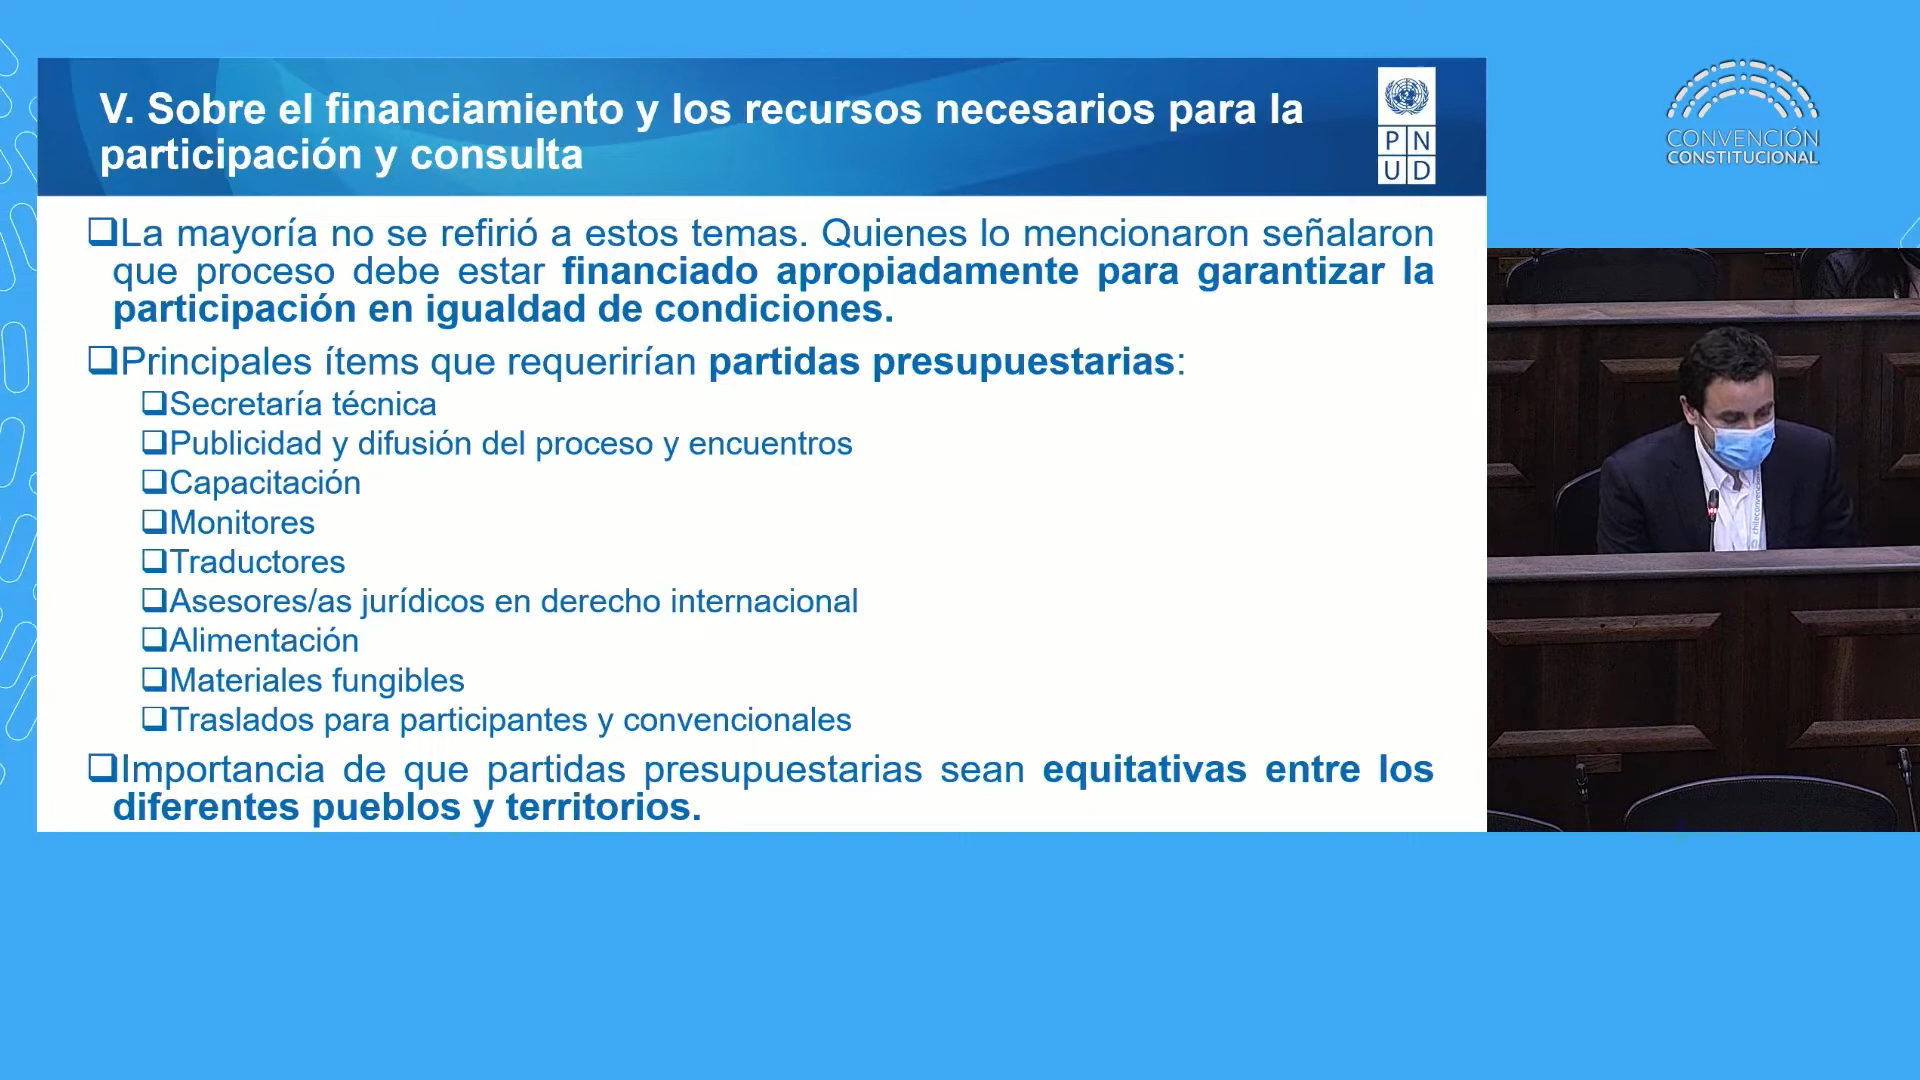 V. Sobre el financiamiento y los recursos necesarios para la
participación y consulta
P N
U D
CONVENCIÓN
CONSTITUCIONAL
❑La mayoría no se refirió a estos temas. Quienes lo mencionaron señalaron
que proceso debe estar financiado apropiadamente para garantizar la
participación en igualdad de condiciones.
❑Principales ítems que requerirían partidas presupuestarias:
❑Secretaría técnica
❑Publicidad y difusión del proceso y encuentros
❑Capacitación
❑Monitores
❑Traductores
❑Asesores/as jurídicos en derecho internacional
❑Alimentación
❑Materiales fungibles
❑Traslados para participantes y convencionales
❑Importancia de que partidas presupuestarias sean equitativas entre los
diferentes pueblos y territorios.